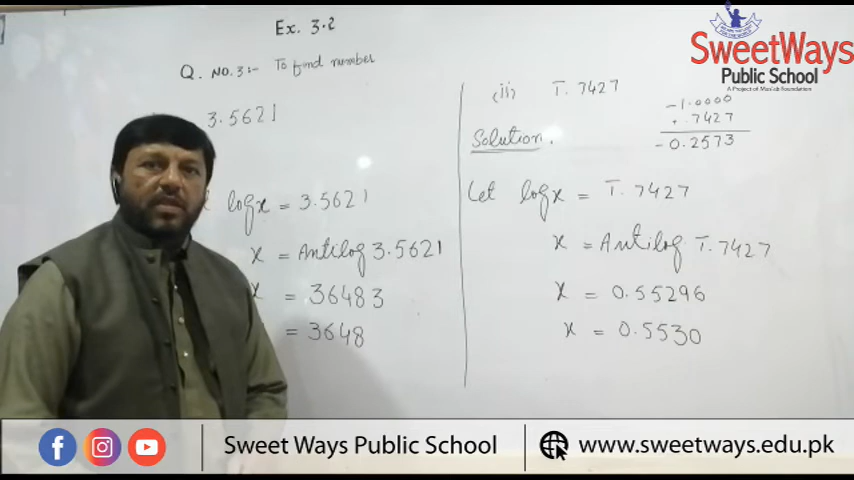 Ex. 3.2
Q. No. 3:- To find number
3.5621
log x = 3.5621
x = Antilog 3.5621
x = 36483
= 3648
(ii) 1̅.7427
-1.0000
+.7427
-0.2573
Solution.
Let log x = 1̅.7427
x = Antilog 1̅.7427
x = 0.55296
x = 0.5530
SweetWays
Public School
A Project of Mus'ab Foundation
Sweet Ways Public School
www.sweetways.edu.pk